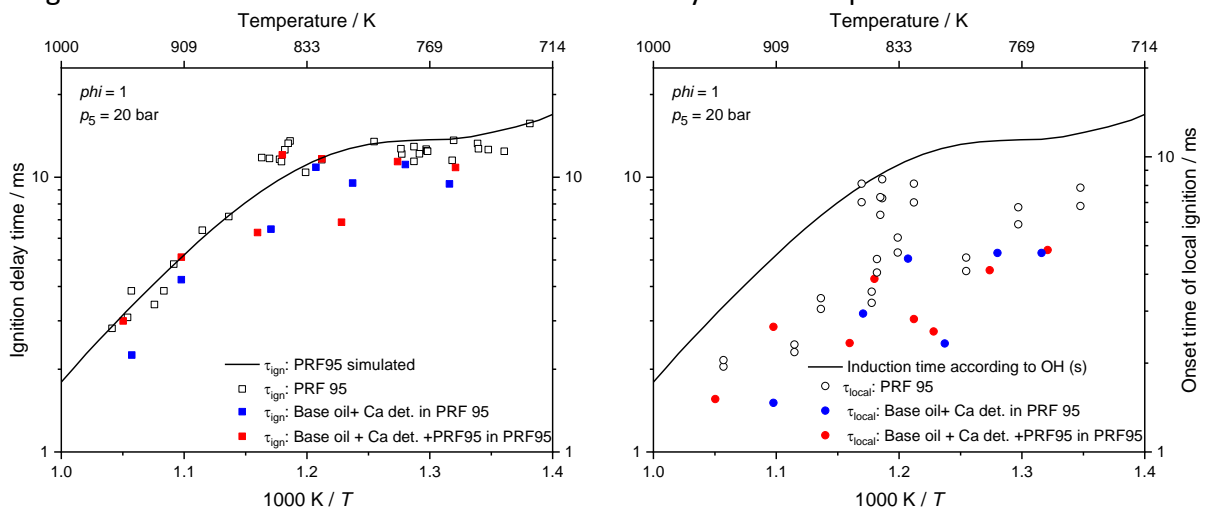 Temperature / K
1000 909 833 769 714
phi = 1
p5 = 20 bar
10
10
1
1
Ignition delay time / ms
τign: PRF95 simulated
τign: PRF 95
τign: Base oil+ Ca det. in PRF 95
τign: Base oil + Ca det. +PRF95 in PRF95
1.0 1.1 1.2 1.3 1.4
1000 K / T
Temperature / K
1000 909 833 769 714
phi = 1
p5 = 20 bar
10
1
Onset time of local ignition / ms
Induction time according to OH (s)
τlocal: PRF 95
τlocal: Base oil+ Ca det. in PRF 95
τlocal: Base oil + Ca det. +PRF95 in PRF95
1.0 1.1 1.2 1.3 1.4
1000 K / T